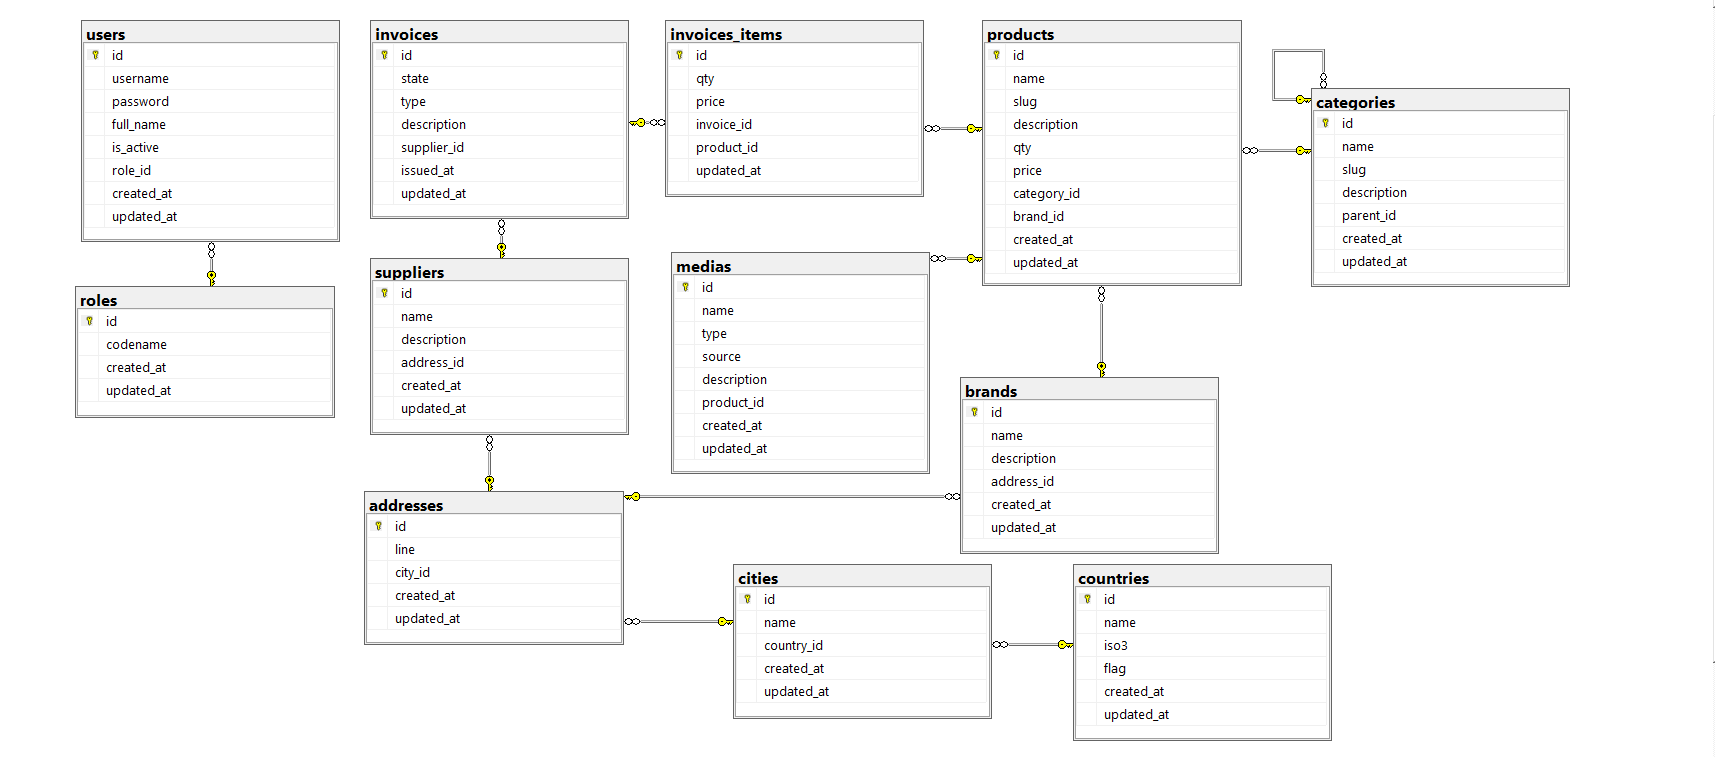 users
id
username
password
full_name
is_active
role_id
created_at
updated_at
roles
id
codename
created_at
updated_at
invoices
id
state
type
description
supplier_id
issued_at
updated_at
suppliers
id
name
description
address_id
created_at
updated_at
addresses
id
line
city_id
created_at
updated_at
invoices_items
id
qty
price
invoice_id
product_id
updated_at
medias
id
name
type
source
description
product_id
created_at
updated_at
products
id
name
slug
description
qty
price
category_id
brand_id
created_at
updated_at
categories
id
name
slug
description
parent_id
created_at
updated_at
brands
id
name
description
address_id
created_at
updated_at
cities
id
name
country_id
created_at
updated_at
countries
id
name
iso3
flag
created_at
updated_at